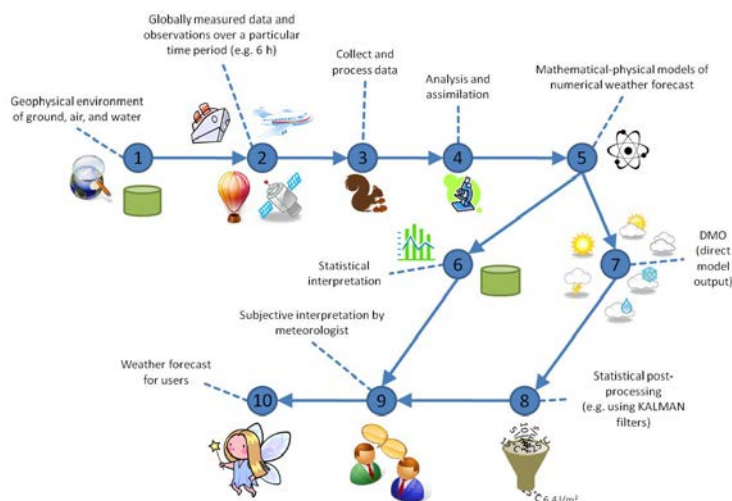 Globally measured data and
observations over a particular
time period (e.g. 6 h)
Collect and
process data
Analysis and
assimilation
Mathematical-physical models of
numerical weather forecast
Geophysical environment
of ground, air, and water
1
2
3
4
5
DMO
(direct
model
output)
6
7
Statistical
interpretation
Subjective interpretation by
meteorologist
Weather forecast
for users
Statistical post-
processing
(e.g. using KALMAN
filters)
10
9
8